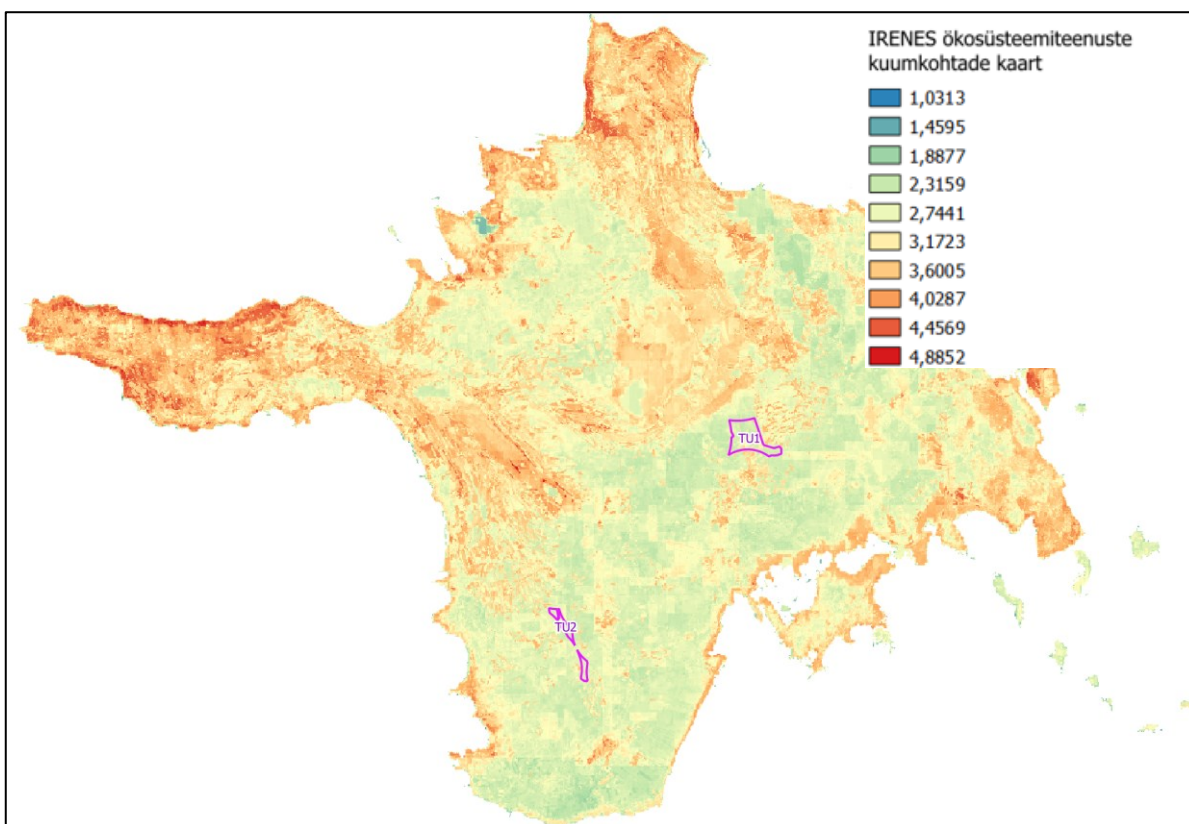 IRENES ökosüsteemiteenuste
kuumkohtade kaart
1,0313
1,4595
1,8877
2,3159
2,7441
3,1723
3,6005
4,0287
4,4569
4,8852
TU1
TU2